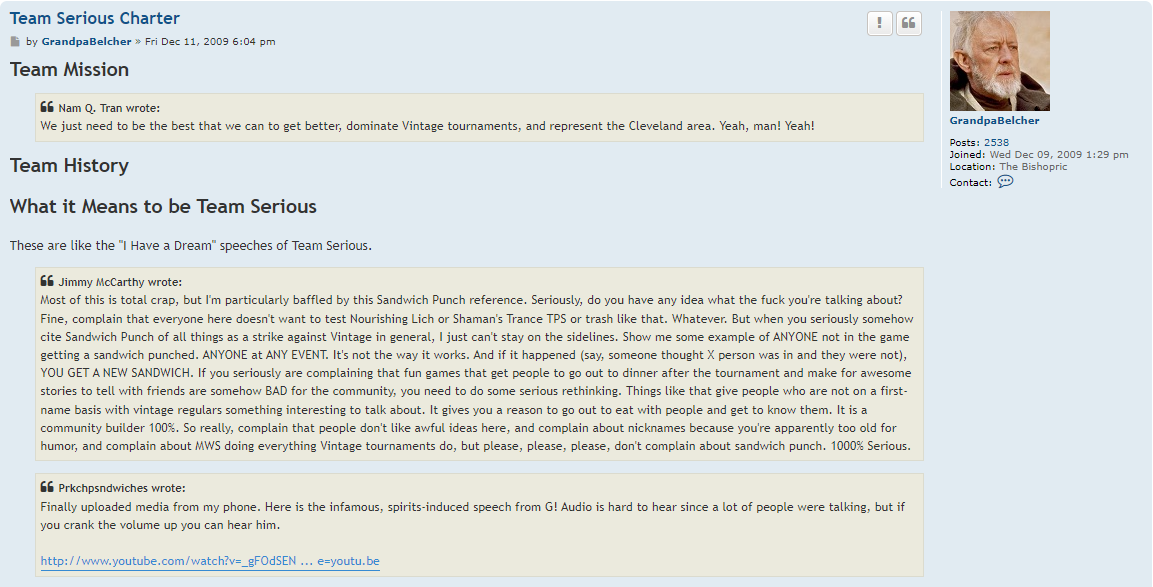 Team Serious Charter
by GrandpaBelcher » Fri Dec 11, 2009 6:04 pm
Team Mission
Nam Q. Tran wrote:
We just need to be the best that we can to get better, dominate Vintage tournaments, and represent the Cleveland area. Yeah, man! Yeah!
Team History
What it Means to be Team Serious
These are like the "I Have a Dream" speeches of Team Serious.
Jimmy McCarthy wrote:
Most of this is total crap, but I'm particularly baffled by this Sandwich Punch reference. Seriously, do you have any idea what the fuck you're talking about?
Fine, complain that everyone here doesn't want to test Nourishing Lich or Shaman's Trance TPS or trash like that. Whatever. But when you seriously somehow
cite Sandwich Punch of all things as a strike against Vintage in general, I just can't stay on the sidelines. Show me some example of ANYONE not in the game
getting a sandwich punched. ANYONE at ANY EVENT. It's not the way it works. And if it happened (say, someone thought X person was in and they were not),
YOU GET A NEW SANDWICH. If you seriously are complaining that fun games that get people to go out to dinner after the tournament and make for awesome
stories to tell with friends are somehow BAD for the community, you need to do some serious rethinking. Things like that give people who are not on a first-
name basis with vintage regulars something interesting to talk about. It gives you a reason to go out to eat with people and get to know them. It is a
community builder 100%. So really, complain that people don't like awful ideas here, and complain about nicknames because you're apparently too old for
humor, and complain about MWS doing everything Vintage tournaments do, but please, please, please, don't complain about sandwich punch. 1000% Serious.
Prkchpsndwiches wrote:
Finally uploaded media from my phone. Here is the infamous, spirits-induced speech from G! Audio is hard to hear since a lot of people were talking, but if
you crank the volume up you can hear him.
http://www.youtube.com/watch?v=_gFOdSEN ... e=youtu.be
GrandpaBelcher
Posts: 2538
Joined: Wed Dec 09, 2009 1:29 pm
Location: The Bishopric
Contact: